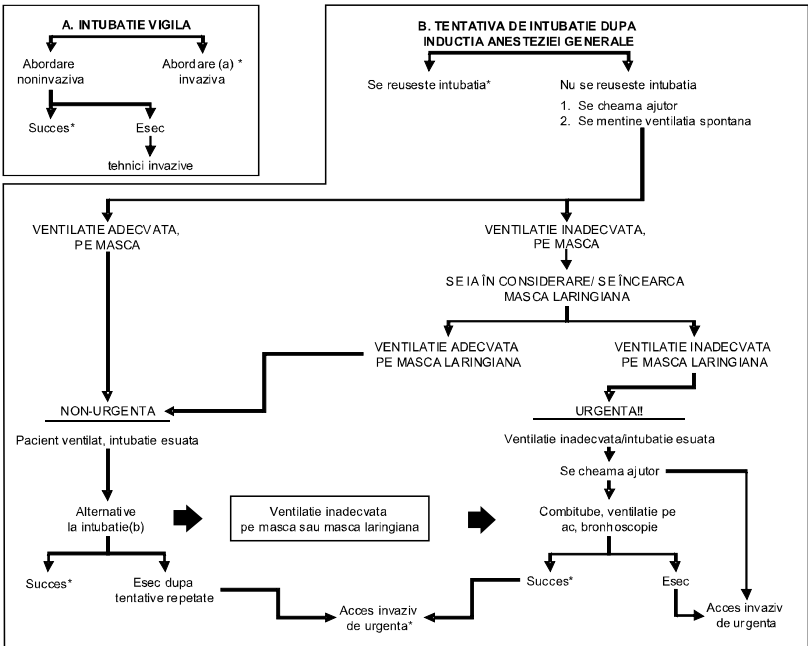 A. INTUBATIE VIGILA
Abordare
noninvaziva
Abordare (a) *
invaziva
Succes*
Esec
tehnici invazive
B. TENTATIVA DE INTUBATIE DUPA
INDUCTIA ANESTEZIEI GENERALE
Se reuseste intubatia*
Nu se reuseste intubatia
1. Se cheama ajutor
2. Se mentine ventilatia spontana
VENTILATIE ADECVATA,
PE MASCA
VENTILATIE INADECVATA,
PE MASCA
SE IA ÎN CONSIDERARE/ SE ÎNCEARCA
MASCA LARINGIANA
VENTILATIE ADECVATA
PE MASCA LARINGIANA
VENTILATIE INADECVATA
PE MASCA LARINGIANA
NON-URGENTA
URGENTA!!
Pacient ventilat, intubatie esuata
Ventilatie inadecvata/intubatie esuata
Se cheama ajutor
Alternative
la intubatie(b)
Ventilatie inadecvata
pe masca sau masca laringiana
Combitube, ventilatie pe
ac, bronhoscopie
Succes*
Esec dupa
tentative repetate
Succes*
Esec
Acces invaziv
de urgenta*
Acces invaziv
de urgenta